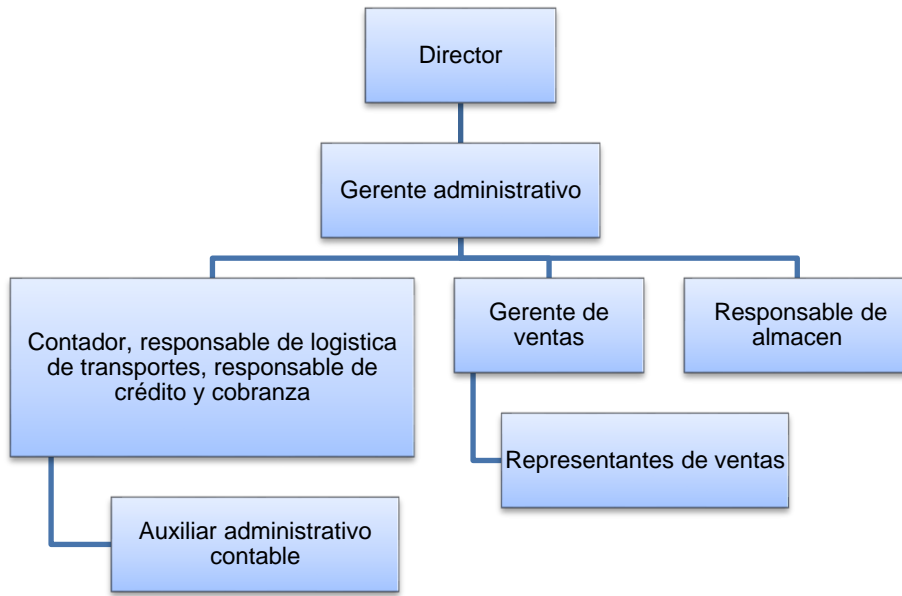 Director
Gerente administrativo
Contador, responsable de logistica
de transportes, responsable de
crédito y cobranza
Gerente de
ventas
Responsable de
almacen
Representantes de ventas
Auxiliar administrativo
contable